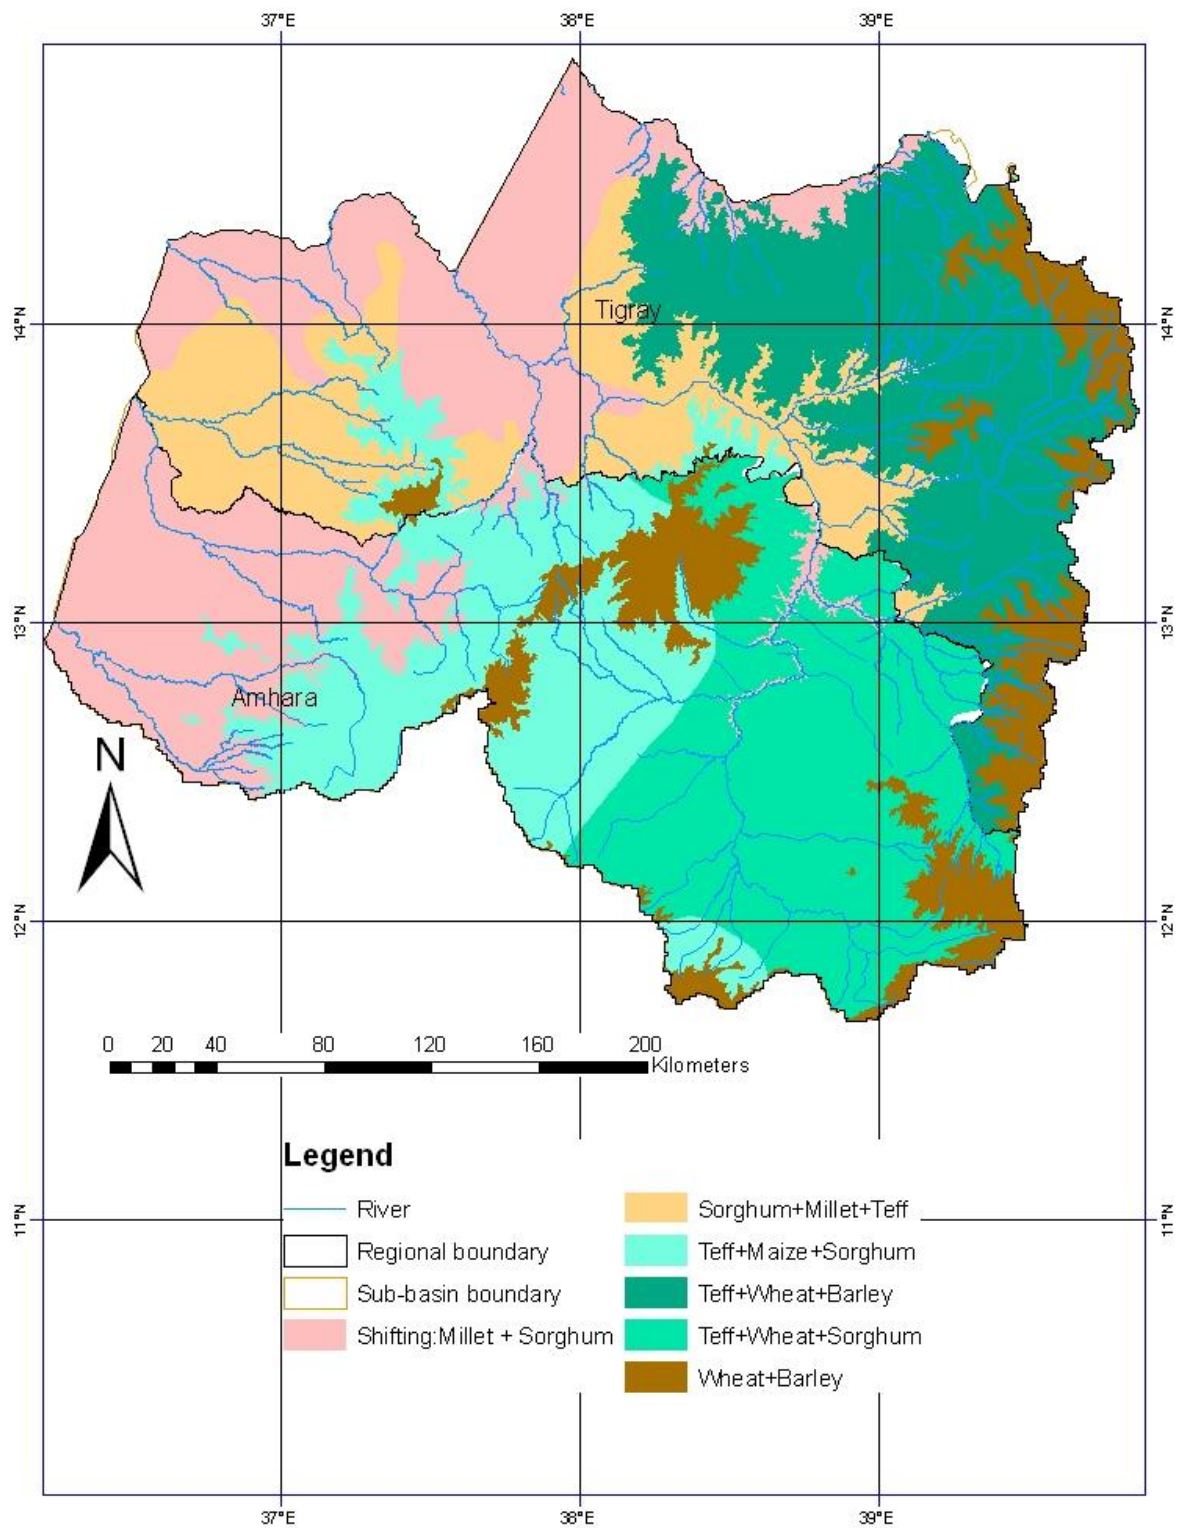 37°E 38°E 39°E
14°N 14°N
Tigray
13°N 13°N
Amhara
N
12°N 12°N
0 20 40 80 120 160 200
Kilometers
Legend
River
Regional boundary
Sub-basin boundary
Shifting:Millet + Sorghum
Sorghum+Millet+Teff
Teff+Maize+Sorghum
Teff+Wheat+Barley
Teff+Wheat+Sorghum
Wheat+Barley
11°N 11°N
37°E 38°E 39°E